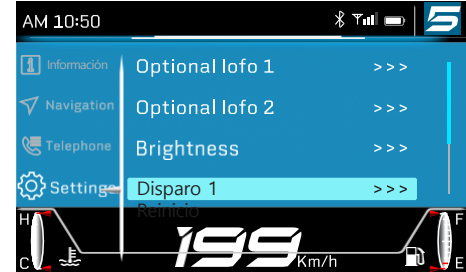 AM 10:50
Información
Optional lofo 1 >>>
Navigation
Optional lofo 2 >>>
Telephone
Brightness >>>
Settings
Disparo 1 >>>
Reinicio
H
F
199
Km/h
C
E